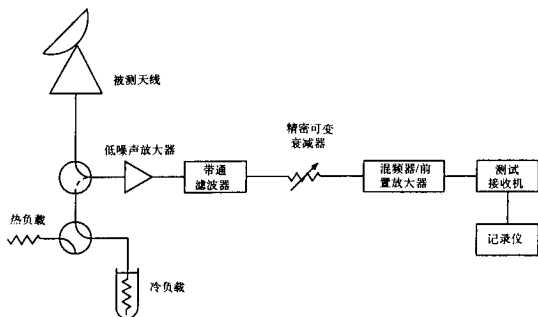 被测天线
低噪声放大器
带通
滤波器
精密可变
衰减器
混频器/前
置放大器
测试
接收机
记录仪
热负载
冷负载